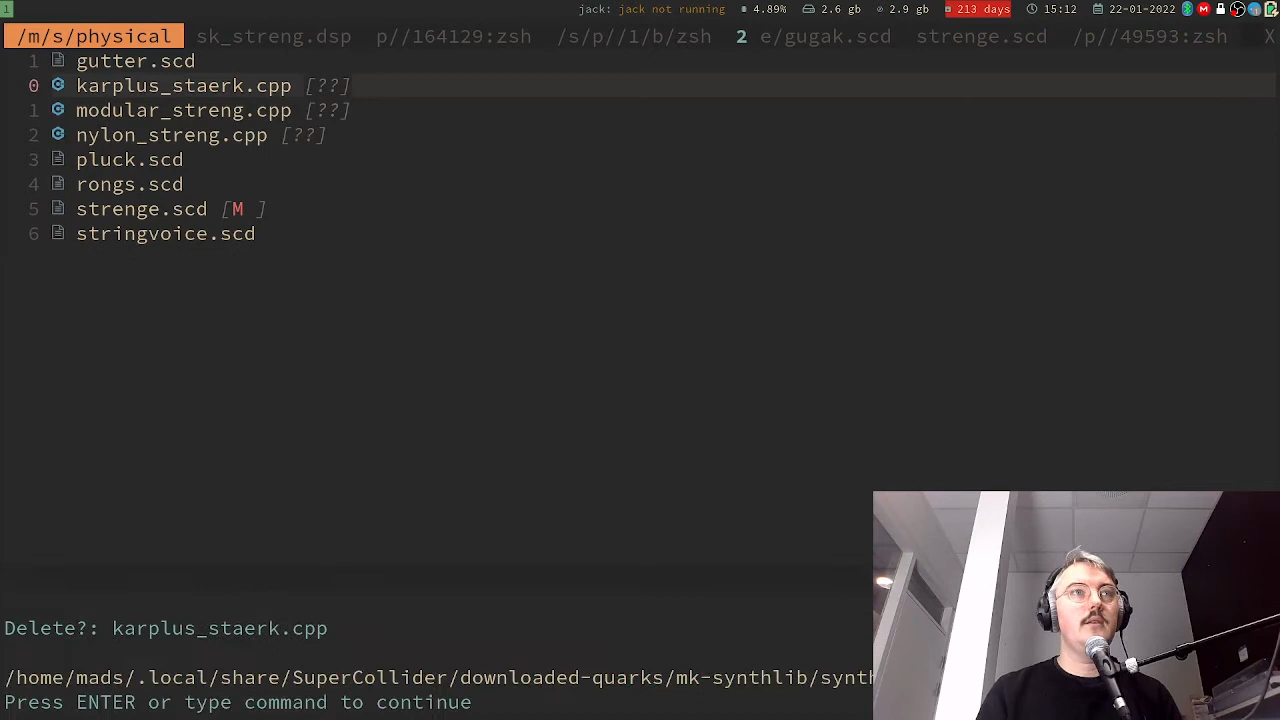 1 jack: jack not running 4.89% 2.6 gb 2.9 gb 213 days 15:12 22-01-2022
/m/s/physical sk_streng.dsp p//164129:zsh /s/p//1/b/zsh 2 e/gugak.scd strenge.scd /p//49593:zsh X
1 gutter.scd
0 karplus_staerk.cpp [??]
1 modular_streng.cpp [??]
2 nylon_streng.cpp [??]
3 pluck.scd
4 rongs.scd
5 strenge.scd [M ]
6 stringvoice.scd
Delete?: karplus_staerk.cpp
/home/mads/.local/share/SuperCollider/downloaded-quarks/mk-synthlib/synth
Press ENTER or type command to continue